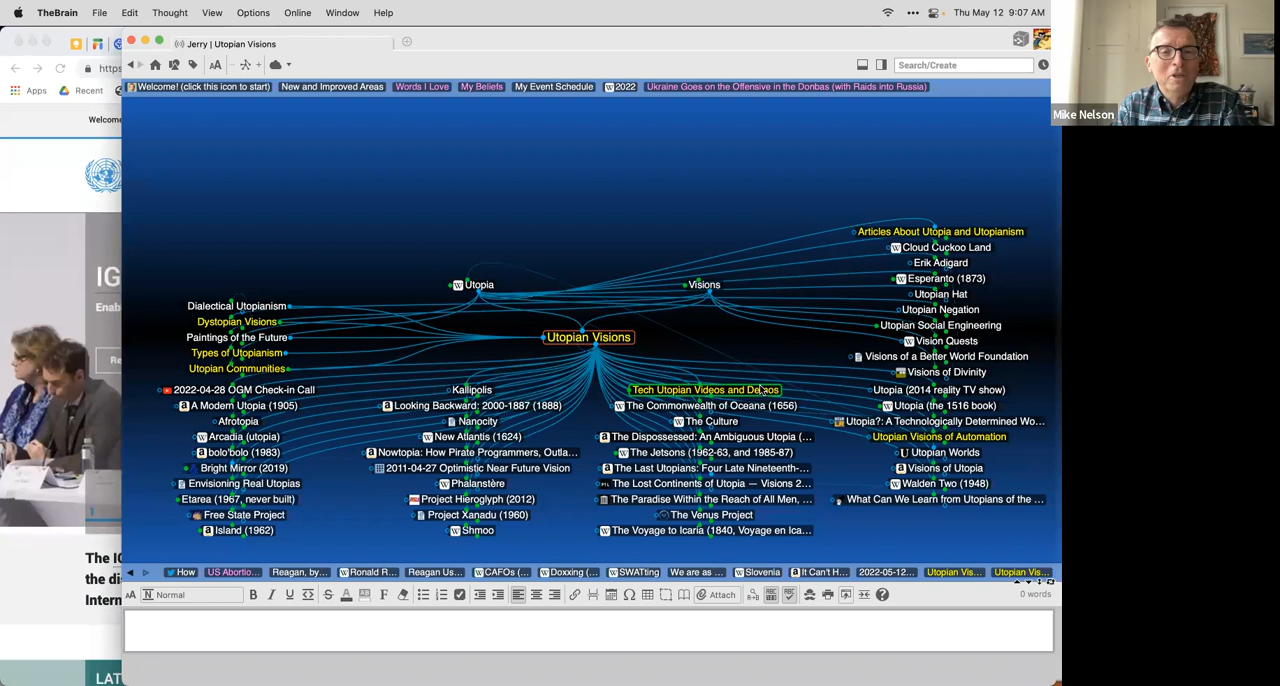 TheBrain File Edit Thought View Options Online Window Help
Thu May 12 9:07 AM
Jerry | Utopian Visions
Search/Create
Welcome! (click this icon to start) New and Improved Areas Words I Love My Beliefs My Event Schedule 2022 Ukraine Goes on the Offensive in the Donbas (with Raids into Russia)
https
Apps Recent
Welcome
Mike Nelson
Utopia
Visions
Utopian Visions
Dialectical Utopianism
Dystopian Visions
Paintings of the Future
Types of Utopianism
Utopian Communities
Articles About Utopia and Utopianism
Cloud Cuckoo Land
Erik Adigard
Esperanto (1873)
Utopian Hat
Utopian Negation
Utopian Social Engineering
Vision Quests
Visions of a Better World Foundation
Visions of Divinity
2022-04-28 OGM Check-in Call
A Modern Utopia (1905)
Afrotopia
Arcadia (utopia)
bolo'bolo (1983)
Bright Mirror (2019)
Envisioning Real Utopias
Etarea (1967, never built)
Free State Project
Island (1962)
Kallipolis
Looking Backward: 2000-1887 (1888)
Nanocity
New Atlantis (1624)
Nowtopia: How Pirate Programmers, Outla...
2011-04-27 Optimistic Near Future Vision
Phalanstère
Project Hieroglyph (2012)
Project Xanadu (1960)
Shmoo
Tech Utopian Videos and Demos
The Commonwealth of Oceana (1656)
The Culture
The Dispossessed: An Ambiguous Utopia (...
The Jetsons (1962-63, and 1985-87)
The Last Utopians: Four Late Nineteenth-...
The Lost Continents of Utopia — Visions 2...
The Paradise Within the Reach of All Men, ...
The Venus Project
The Voyage to Icaria (1840, Voyage en Ica...
Utopia (2014 reality TV show)
Utopia (the 1516 book)
Utopia?: A Technologically Determined Wo...
Utopian Visions of Automation
Utopian Worlds
Visions of Utopia
Walden Two (1948)
What Can We Learn from Utopians of the ...
IG
Enab
Re
The IG
the dis
Intern
LAT
How US Abortio... Reagan, by... Ronald R... Reagan Us... CAFOs (... Doxxing (... SWATting We are as ... Slovenia It Can't H... 2022-05-12... Utopian Vis... Utopian Vis...
Normal B I U S A F Attach 0 words